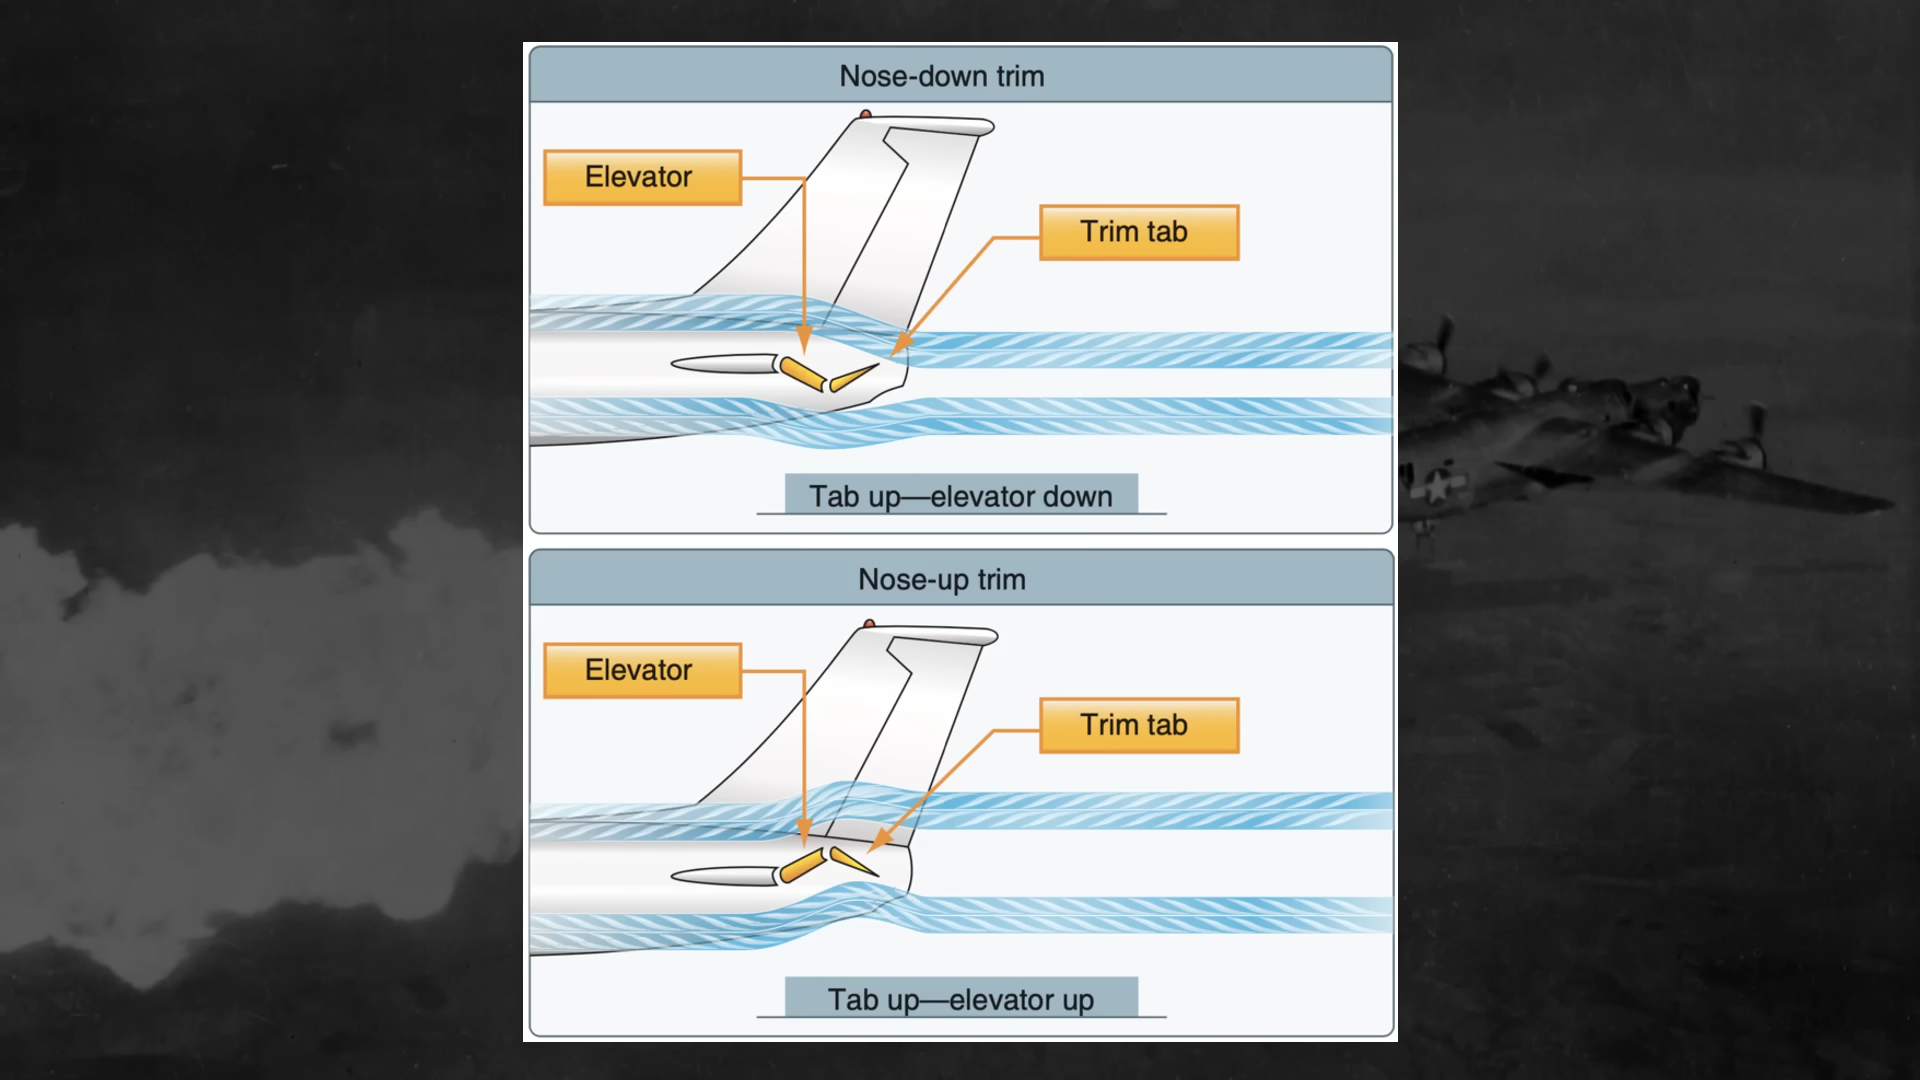 Nose-down trim
Elevator
Trim tab
Tab up—elevator down
Nose-up trim
Elevator
Trim tab
Tab up—elevator up